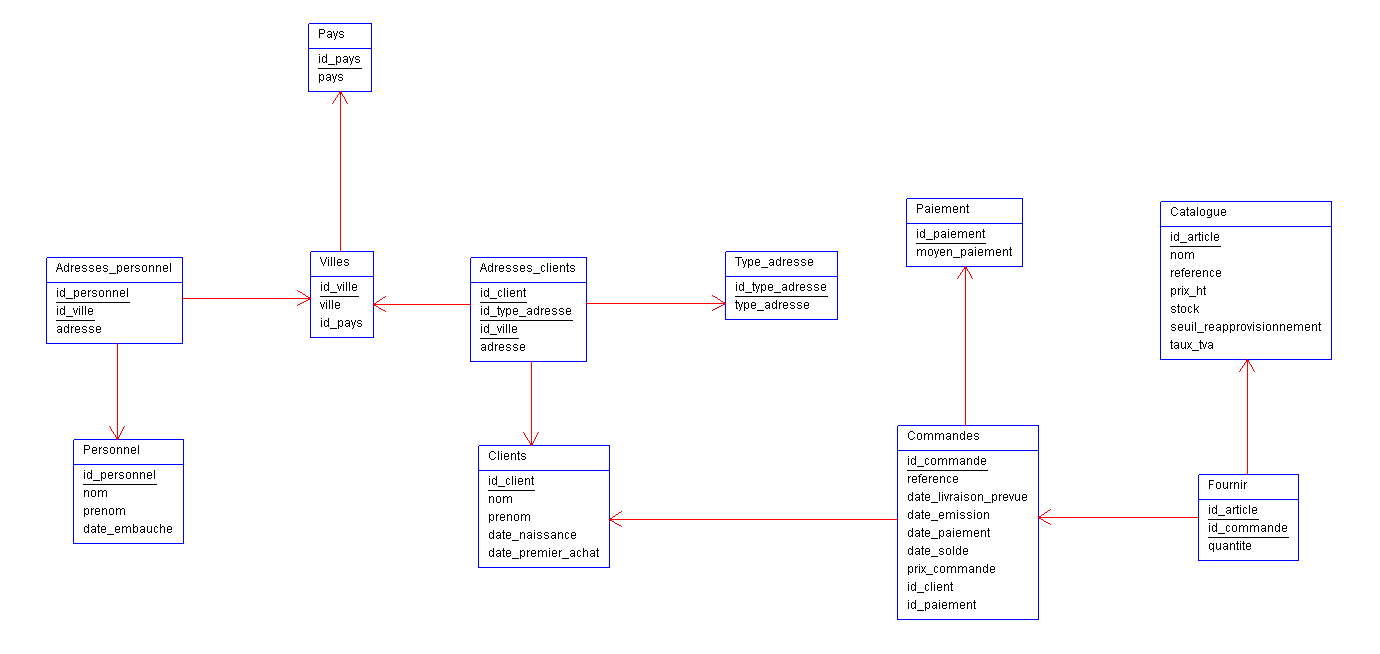 Pays
id_pays
pays
Adresses_personnel
id_personnel
id_ville
adresse
Villes
id_ville
ville
id_pays
Adresses_clients
id_client
id_type_adresse
id_ville
adresse
Type_adresse
id_type_adresse
type_adresse
Paiement
id_paiement
moyen_paiement
Catalogue
id_article
nom
reference
prix_ht
stock
seuil_reapprovisionnement
taux_tva
Personnel
id_personnel
nom
prenom
date_embauche
Clients
id_client
nom
prenom
date_naissance
date_premier_achat
Commandes
id_commande
reference
date_livraison_prevue
date_emission
date_paiement
date_solde
prix_commande
id_client
id_paiement
Fournir
id_article
id_commande
quantite